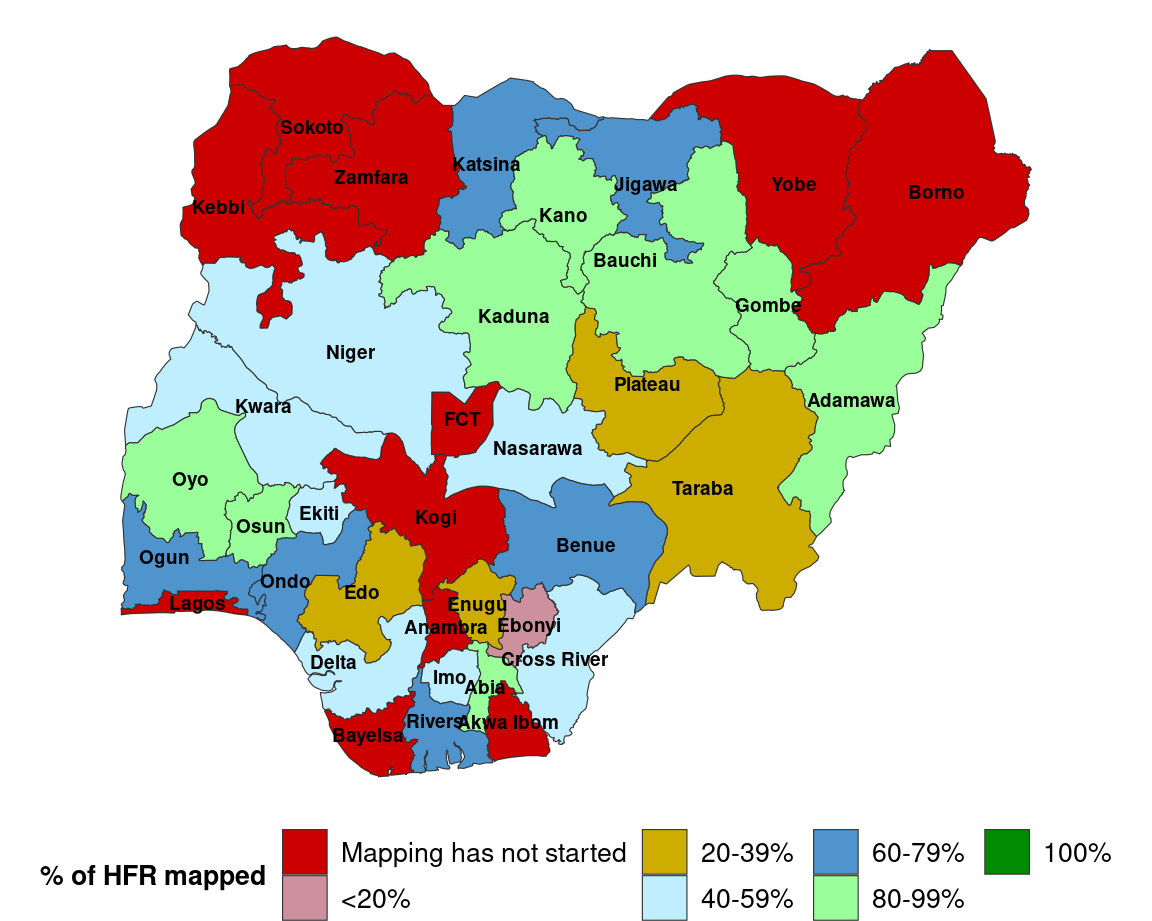 Sokoto
Katsina
Zamfara
Jigawa
Yobe
Borno
Kebbi
Kano
Bauchi
Gombe
Kaduna
Niger
Plateau
Adamawa
Kwara
FCT
Nasarawa
Oyo
Taraba
Ekiti
Kogi
Osun
Benue
Ogun
Ondo
Edo
Lagos
Enugu
Anambra
Ebonyi
Delta
Cross River
Imo
Abia
Rivers
Akwa Ibom
Bayelsa
% of HFR mapped
Mapping has not started
<20%
20-39%
40-59%
60-79%
80-99%
100%